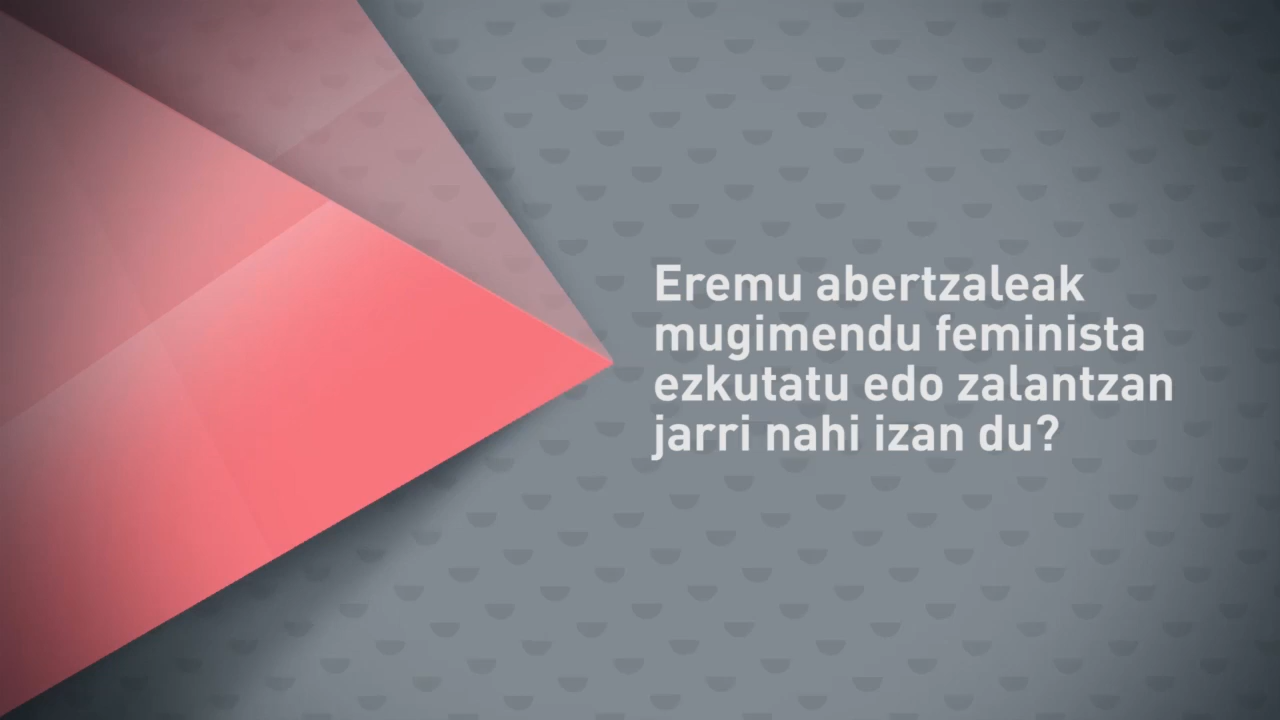 Eremu abertzaleak
mugimendu feminista
ezkutatu edo zalantzan
jarri nahi izan du?